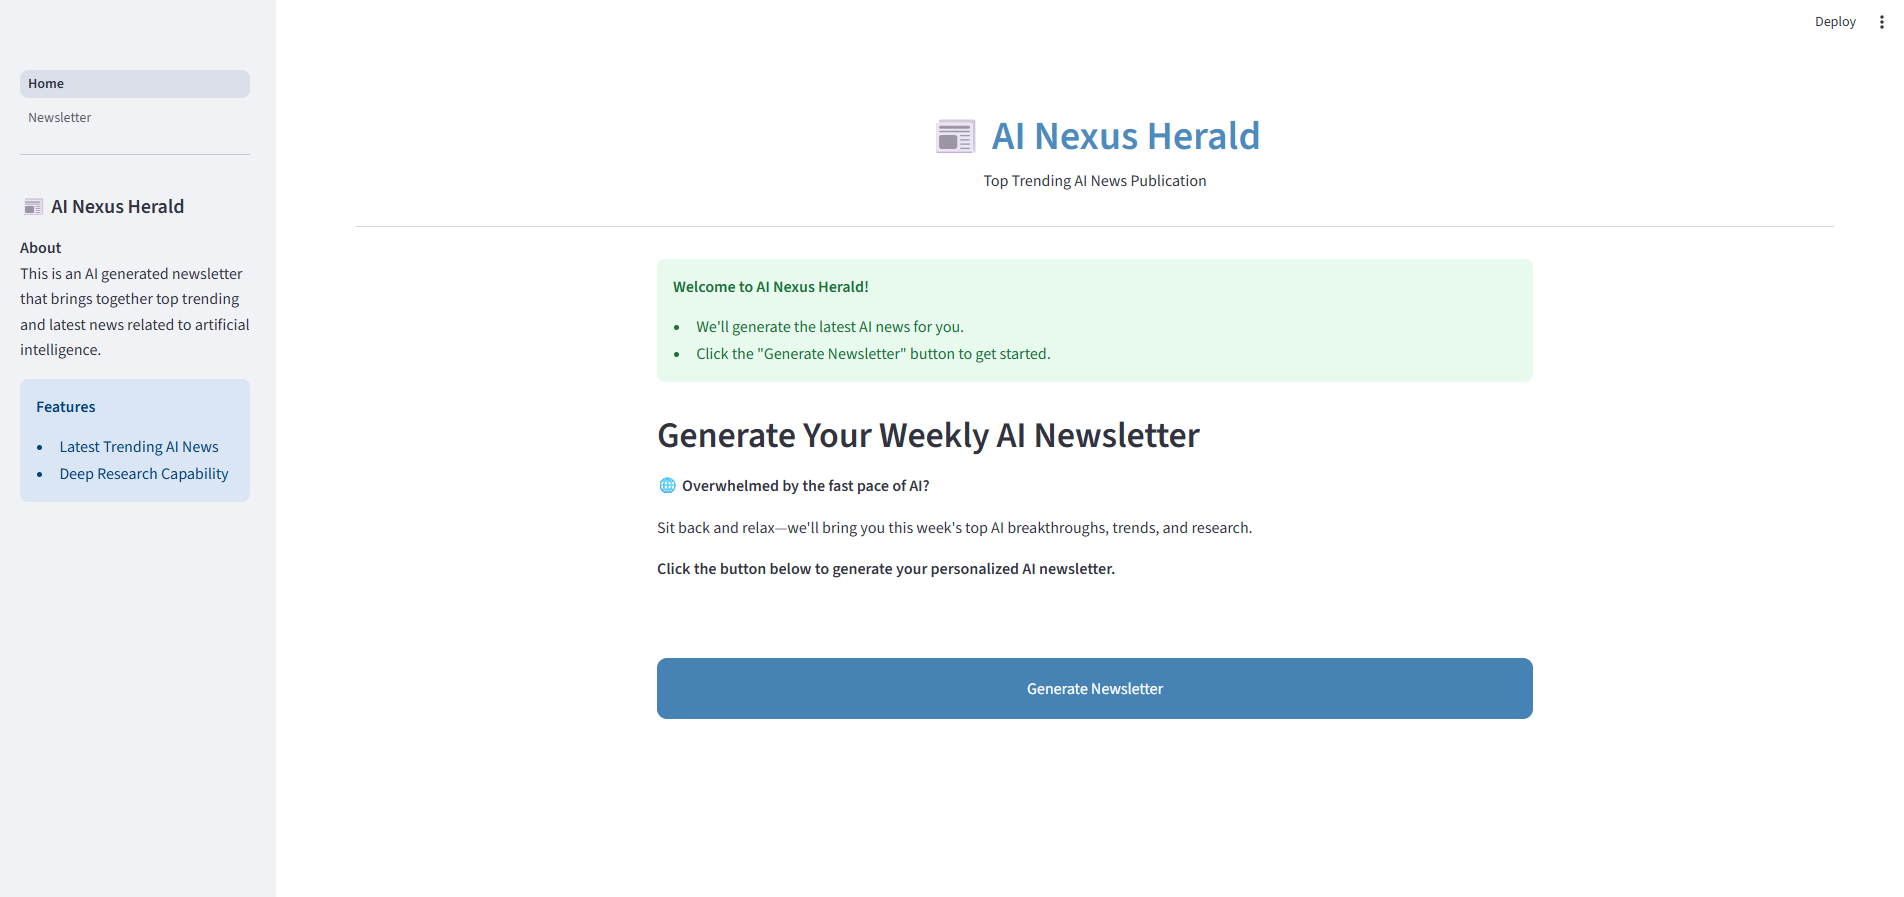 Deploy
Home
Newsletter
AI Nexus Herald
About
This is an AI generated newsletter
that brings together top trending
and latest news related to artificial
intelligence.
Features
• Latest Trending AI News
• Deep Research Capability
AI Nexus Herald
Top Trending AI News Publication
Welcome to AI Nexus Herald!
• We'll generate the latest AI news for you.
• Click the "Generate Newsletter" button to get started.
Generate Your Weekly AI Newsletter
🌐 Overwhelmed by the fast pace of AI?
Sit back and relax—we'll bring you this week's top AI breakthroughs, trends, and research.
Click the button below to generate your personalized AI newsletter.
Generate Newsletter